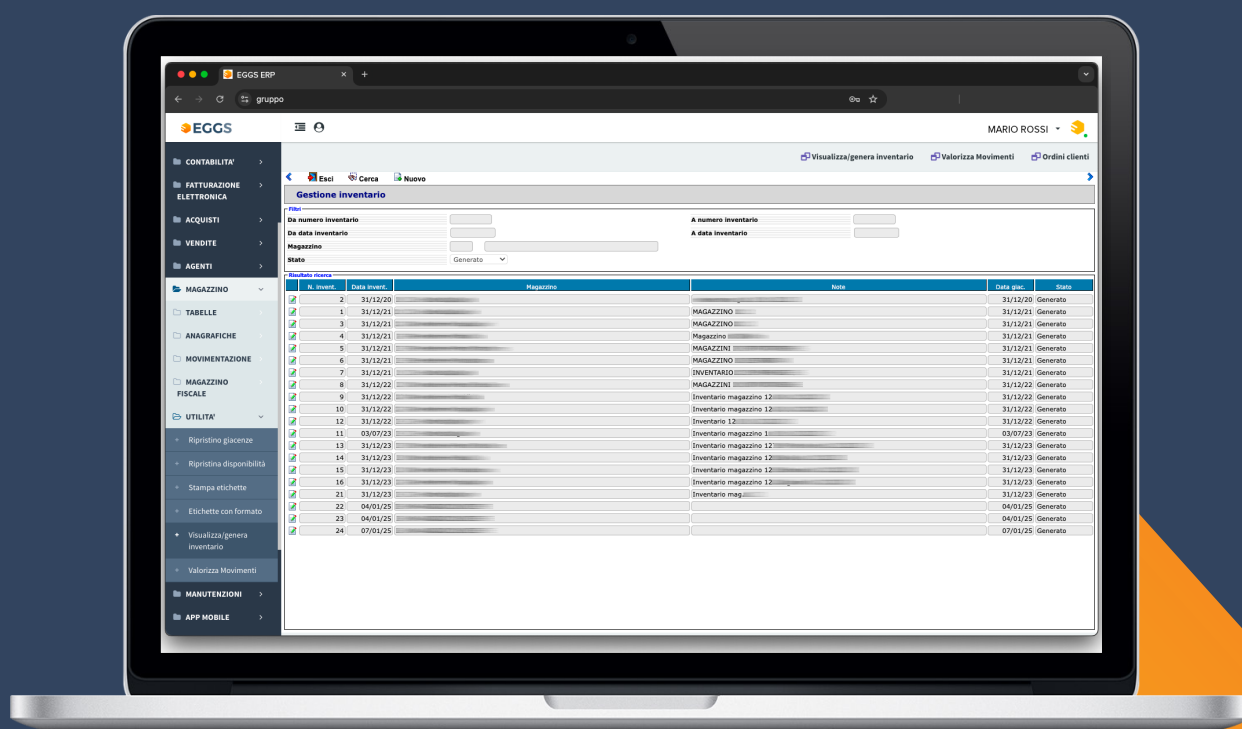 EGGS ERP
gruppo
EGGS
MARIO ROSSI
Visualizza/genera inventario Valorizza Movimenti Ordini clienti
CONTABILITA'
FATTURAZIONE
ELETTRONICA
ACQUISTI
VENDITE
AGENTI
MAGAZZINO
TABELLE
ANAGRAFICHE
MOVIMENTAZIONE
MAGAZZINO
FISCALE
UTILITA'
Ripristino giacenze
Ripristina disponibilità
Stampa etichette
Etichette con formato
Visualizza/genera
inventario
Valorizza Movimenti
MANUTENZIONI
APP MOBILE
Esci Cerca Nuovo
Gestione inventario
Filtri
Da numero inventario A numero inventario
Da data inventario A data inventario
Magazzino
Stato Generato
Risultato ricerca
N. invent. Data invent. Magazzino Note Data giac. Stato
2 31/12/20 31/12/20 Generato
1 31/12/21 MAGAZZINO 31/12/21 Generato
3 31/12/21 MAGAZZINO 31/12/21 Generato
4 31/12/21 Magazzino 31/12/21 Generato
5 31/12/21 MAGAZZINI 31/12/21 Generato
6 31/12/21 MAGAZZINO 31/12/21 Generato
7 31/12/21 INVENTARIO 31/12/21 Generato
8 31/12/22 MAGAZZINI 31/12/22 Generato
9 31/12/22 Inventario magazzino 12 31/12/22 Generato
10 31/12/22 Inventario magazzino 12 31/12/22 Generato
12 31/12/22 Inventario 12 31/12/22 Generato
11 03/07/23 Inventario magazzino 1 03/07/23 Generato
13 31/12/23 Inventario magazzino 12 31/12/23 Generato
14 31/12/23 Inventario magazzino 12 31/12/23 Generato
15 31/12/23 Inventario magazzino 12 31/12/23 Generato
16 31/12/23 Inventario magazzino 12 31/12/23 Generato
21 31/12/23 Inventario mag 31/12/23 Generato
22 04/01/25 04/01/25 Generato
23 04/01/25 04/01/25 Generato
24 07/01/25 07/01/25 Generato